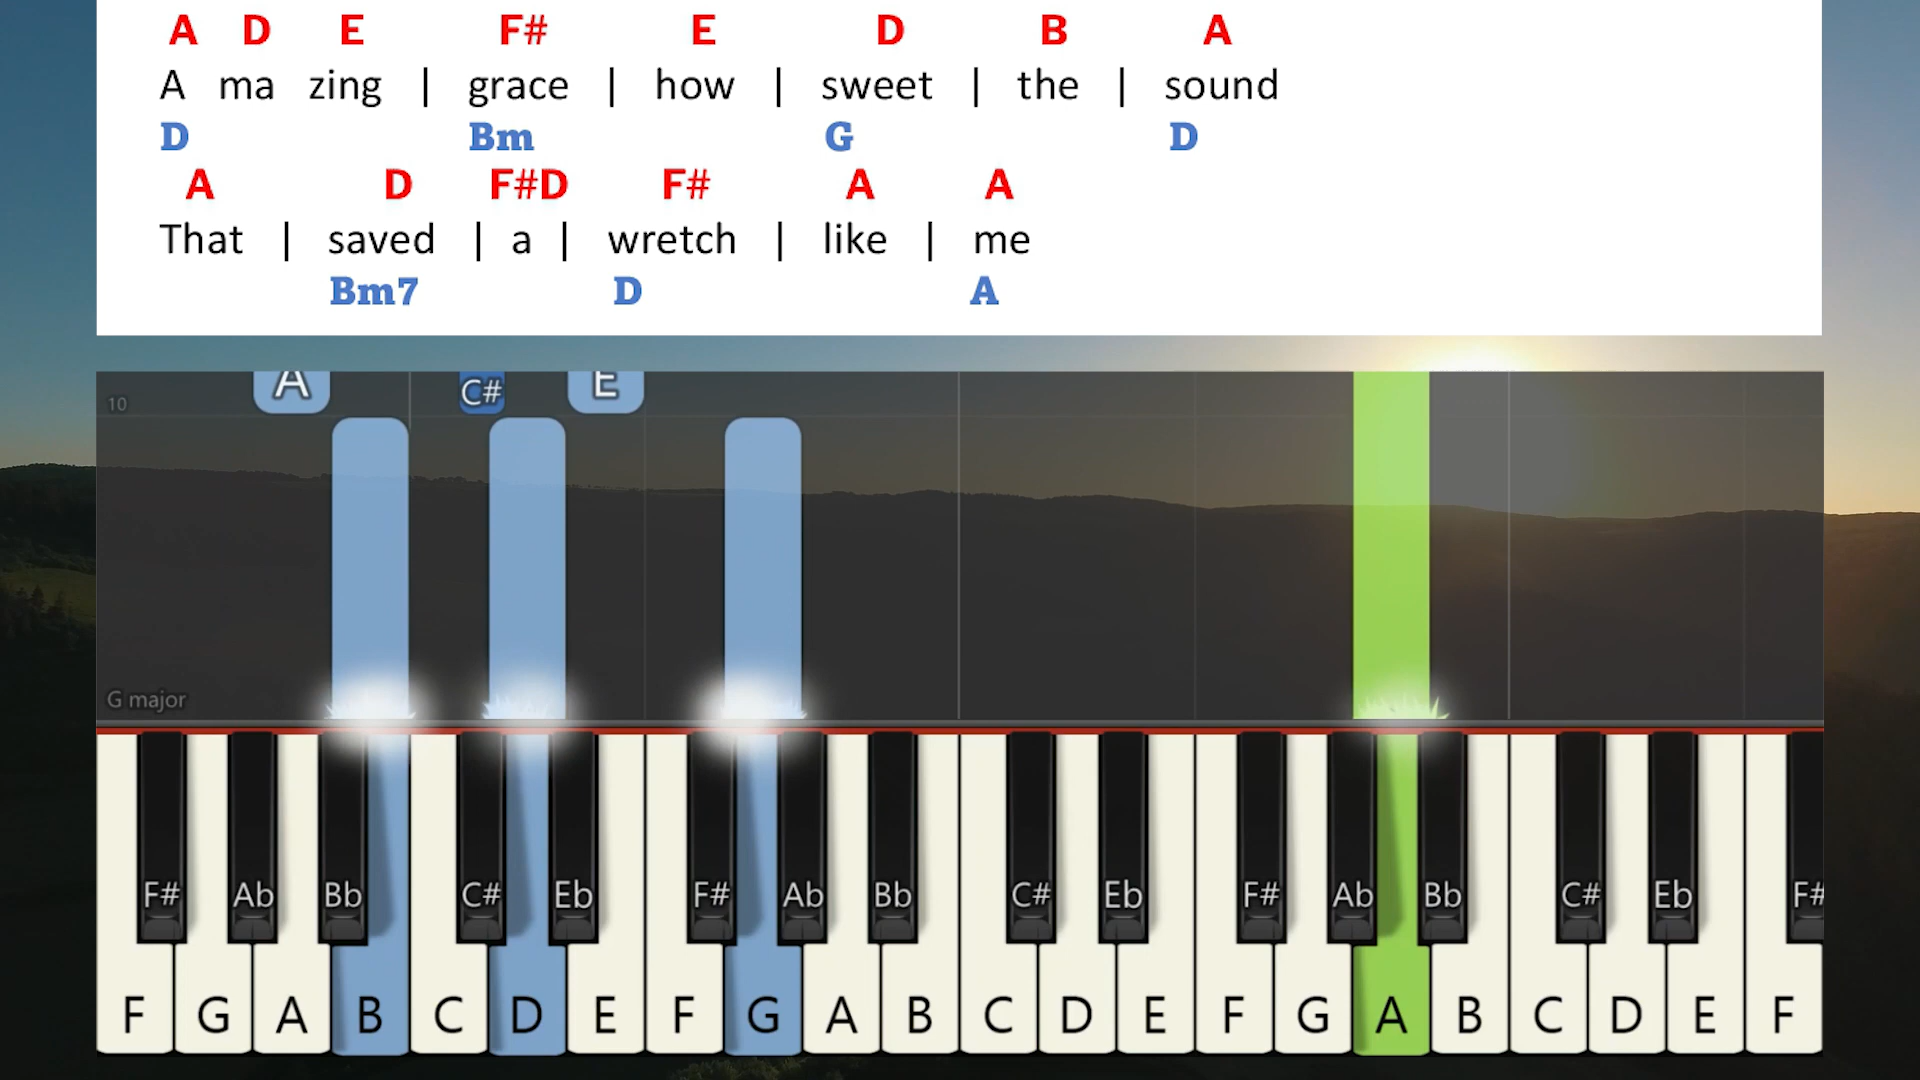 A D E F# E D B A
A ma zing | grace | how | sweet | the | sound
D Bm G D
A D F#D F# A A
That | saved | a | wretch | like | me
Bm7 D A
A C# E
10
G major
F# Ab Bb C# Eb F# Ab Bb C# Eb F# Ab Bb C# Eb F#
F G A B C D E F G A B C D E F G A B C D E F